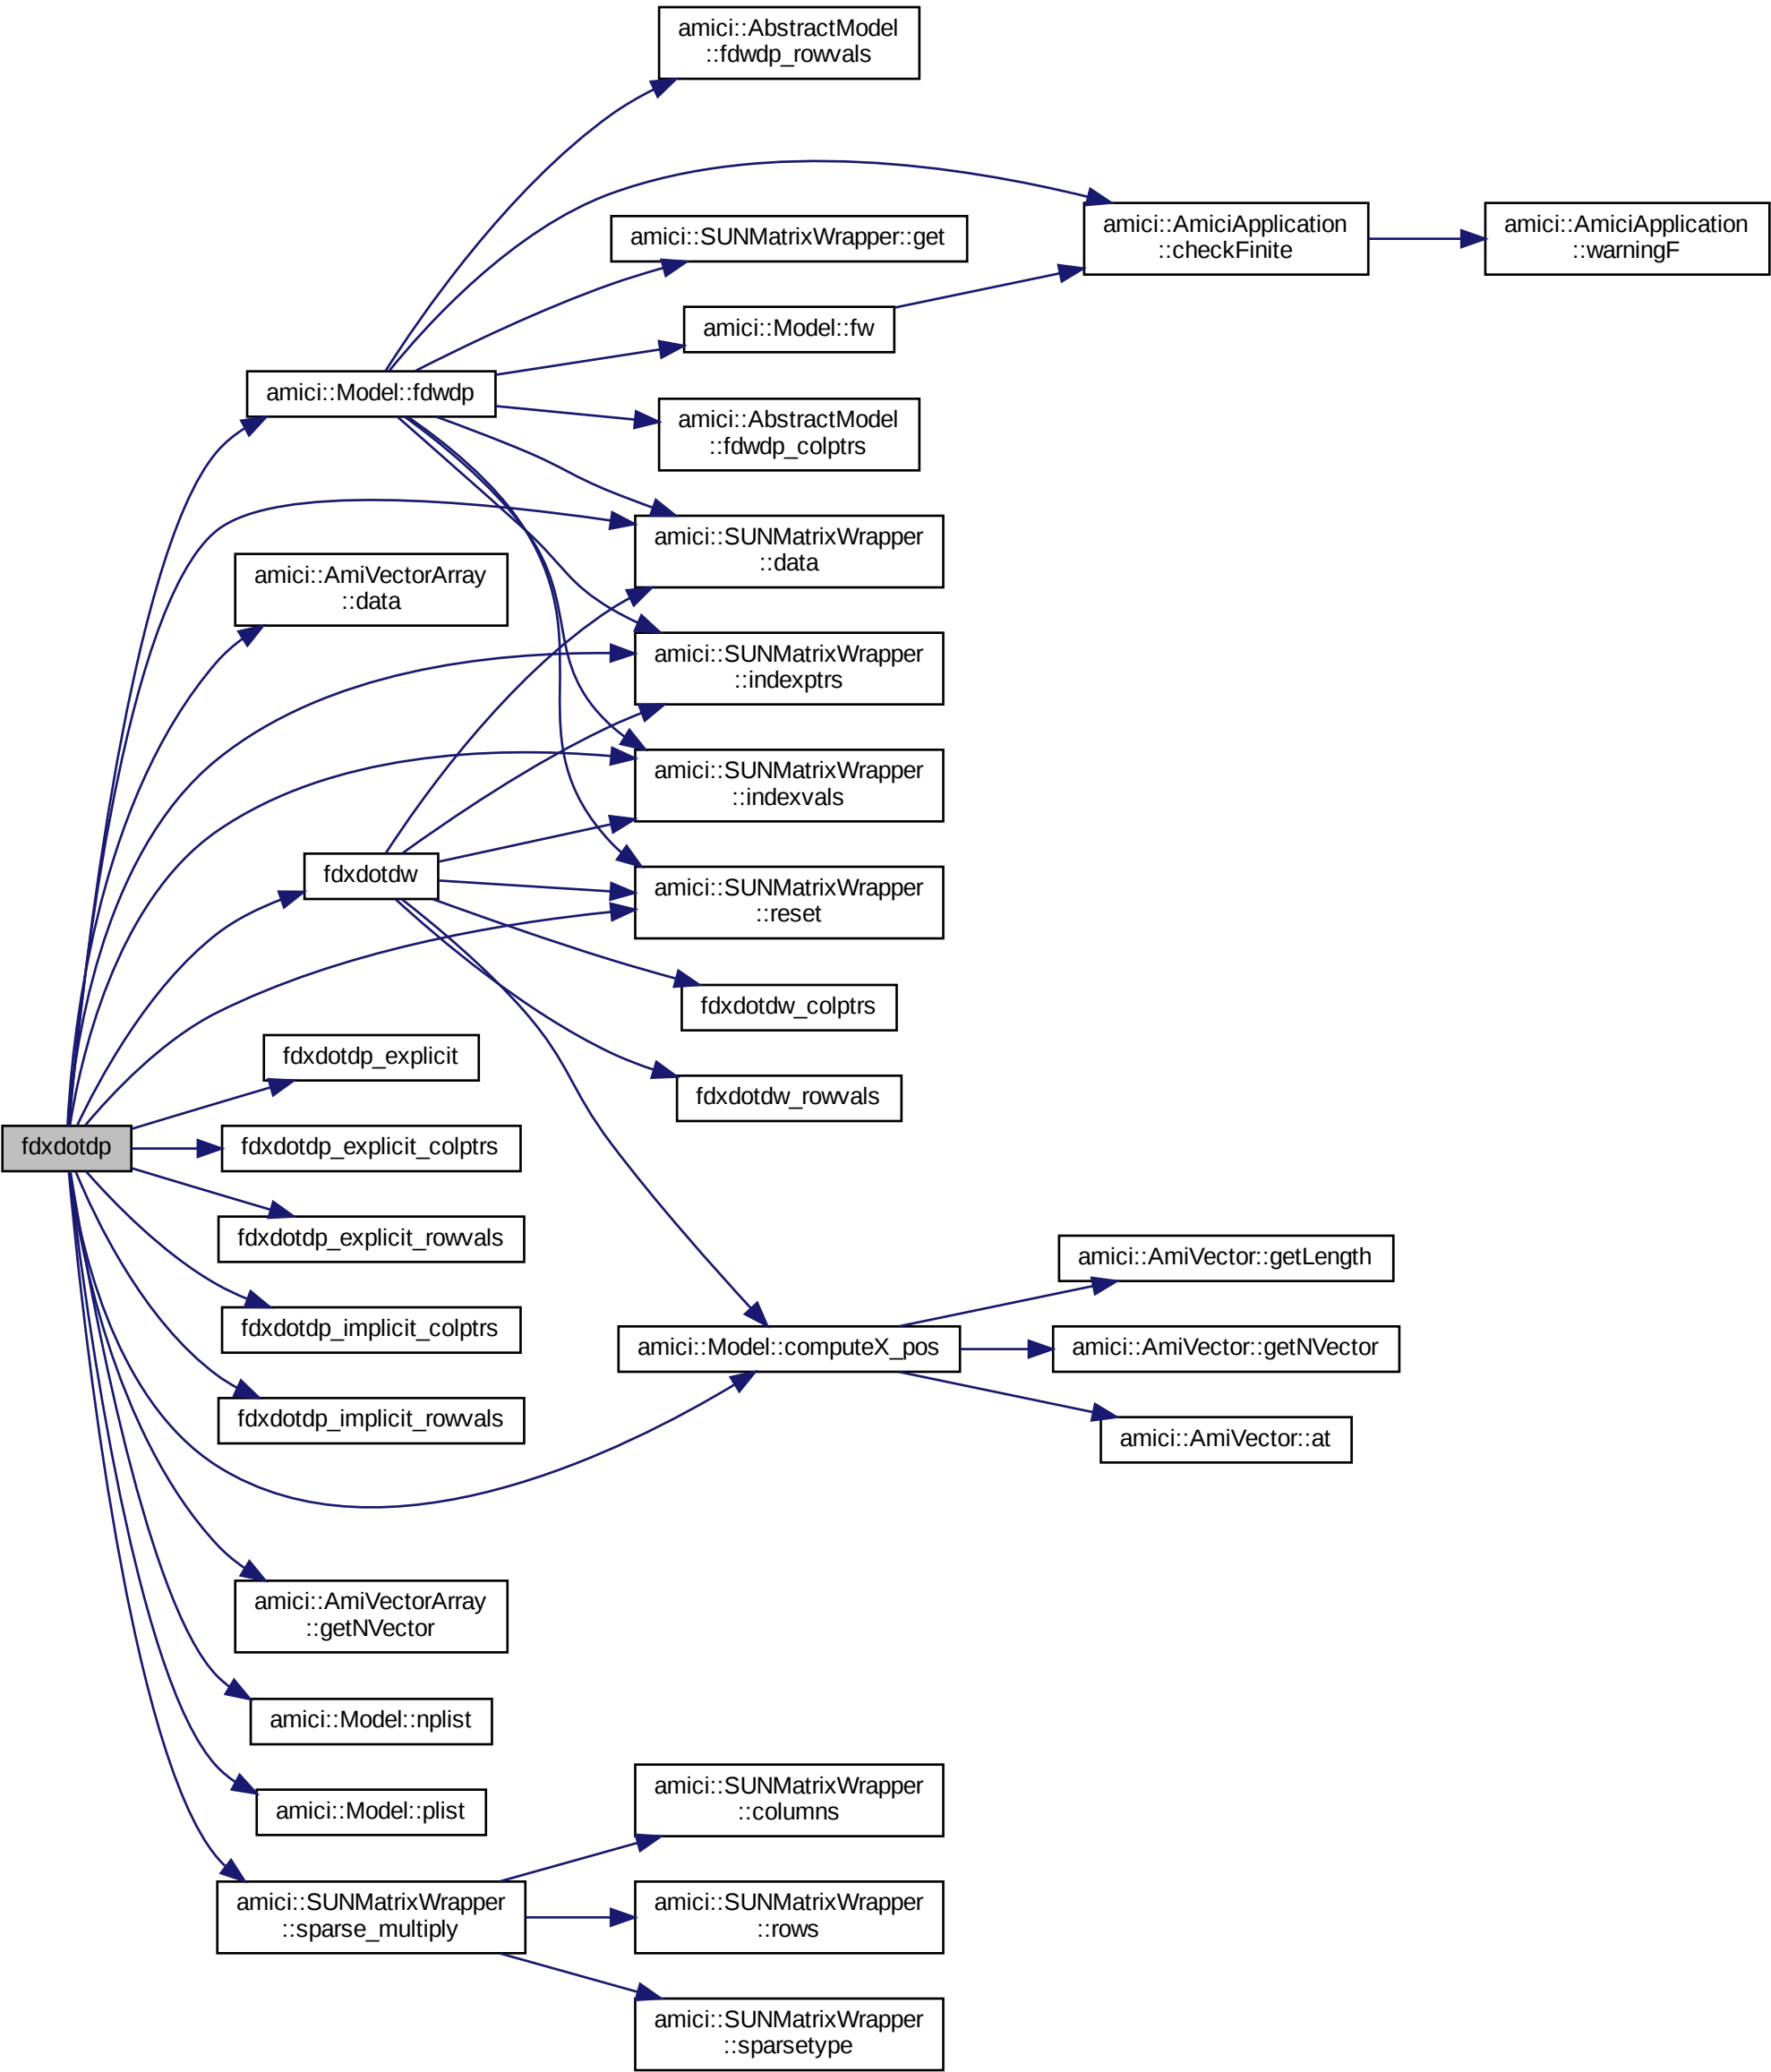 amici::AbstractModel
::fdwdp_rowvals
amici::AmiciApplication
::checkFinite
amici::AmiciApplication
::warningF
amici::SUNMatrixWrapper::get
amici::Model::fw
amici::Model::fdwdp
amici::AbstractModel
::fdwdp_colptrs
amici::SUNMatrixWrapper
::data
amici::AmiVectorArray
::data
amici::SUNMatrixWrapper
::indexptrs
amici::SUNMatrixWrapper
::indexvals
fdxdotdw
amici::SUNMatrixWrapper
::reset
fdxdotdw_colptrs
fdxdotdp_explicit
fdxdotdw_rowvals
fdxdotdp
fdxdotdp_explicit_colptrs
fdxdotdp_explicit_rowvals
amici::AmiVector::getLength
fdxdotdp_implicit_colptrs
amici::Model::computeX_pos
amici::AmiVector::getNVector
fdxdotdp_implicit_rowvals
amici::AmiVector::at
amici::AmiVectorArray
::getNVector
amici::Model::nplist
amici::Model::plist
amici::SUNMatrixWrapper
::columns
amici::SUNMatrixWrapper
::sparse_multiply
amici::SUNMatrixWrapper
::rows
amici::SUNMatrixWrapper
::sparsetype